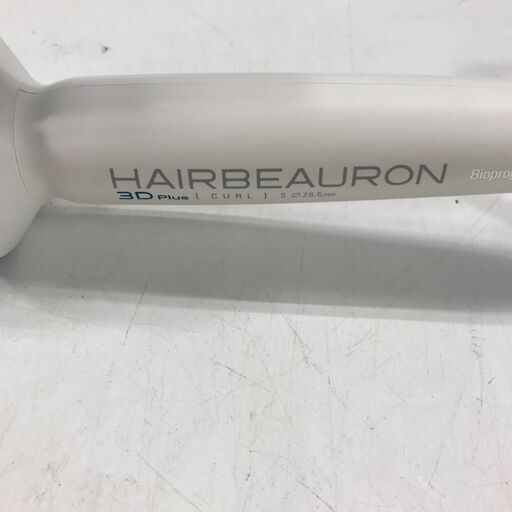 HAIRBEAURON
3D Plus [ CURL ] S ∅26.5mm
Bioprog